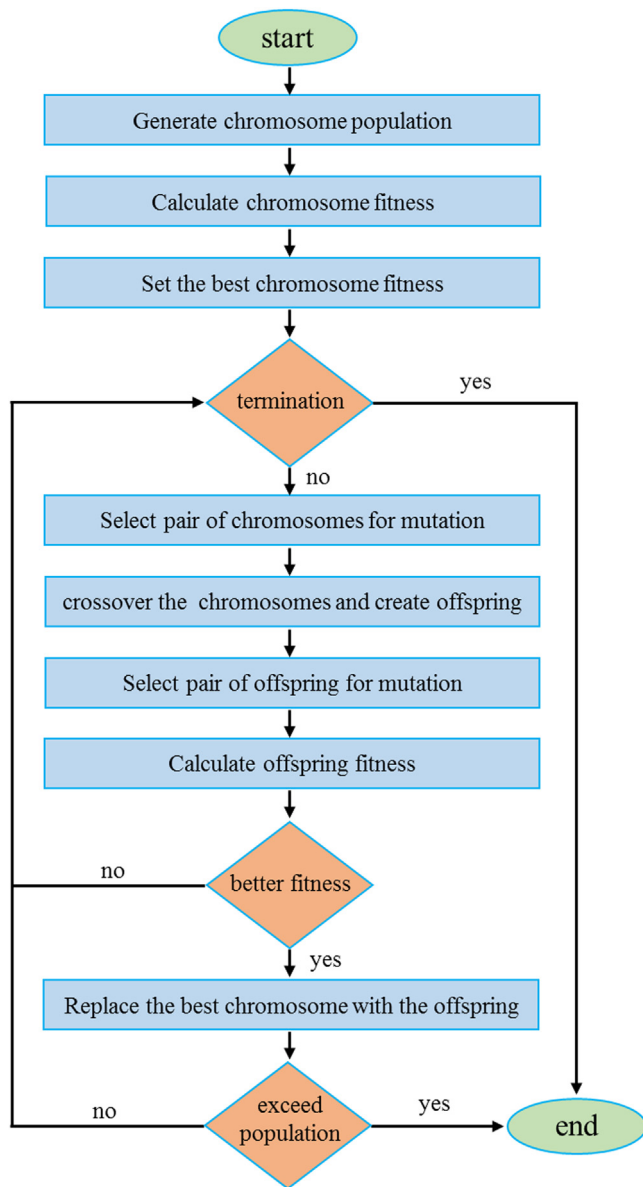 start
Generate chromosome population
Calculate chromosome fitness
Set the best chromosome fitness
termination
yes
no
Select pair of chromosomes for mutation
crossover the chromosomes and create offspring
Select pair of offspring for mutation
Calculate offspring fitness
no
better fitness
yes
Replace the best chromosome with the offspring
no
exceed
population
yes
end